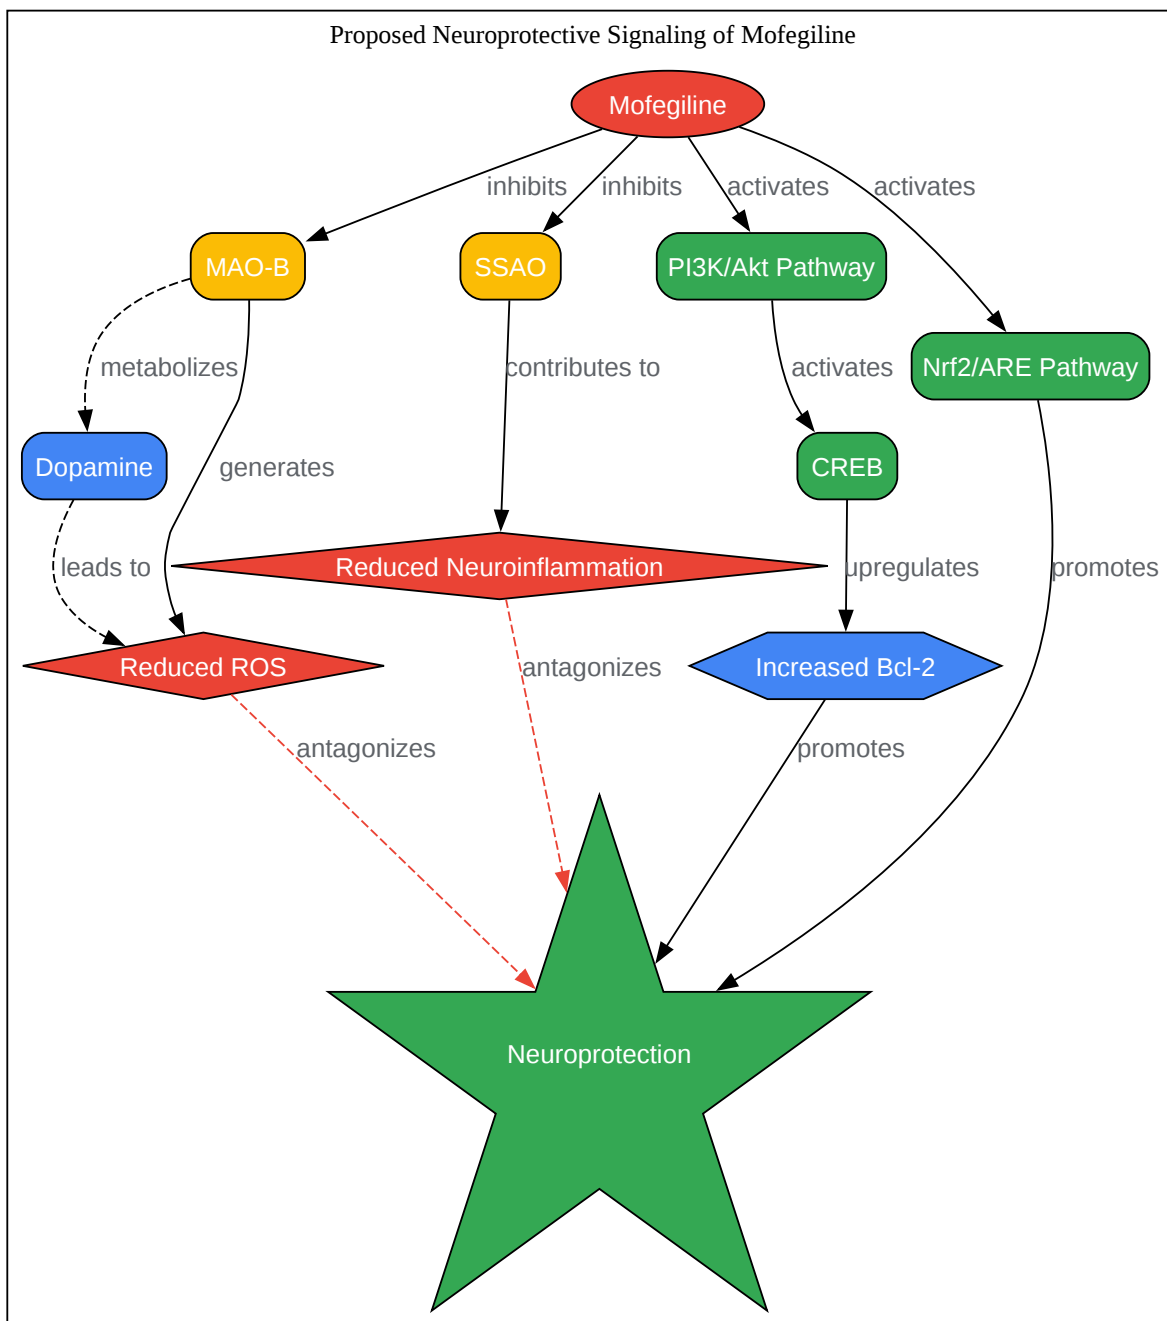 Proposed Neuroprotective Signaling of Mofegiline
Mofegiline
inhibits
inhibits
activates
activates
MAO-B
SSAO
PI3K/Akt Pathway
metabolizes
contributes to
activates
Nrf2/ARE Pathway
Dopamine
generates
CREB
leads to
Reduced Neuroinflammation
upregulates
promotes
Reduced ROS
antagonizes
Increased Bcl-2
antagonizes
promotes
Neuroprotection